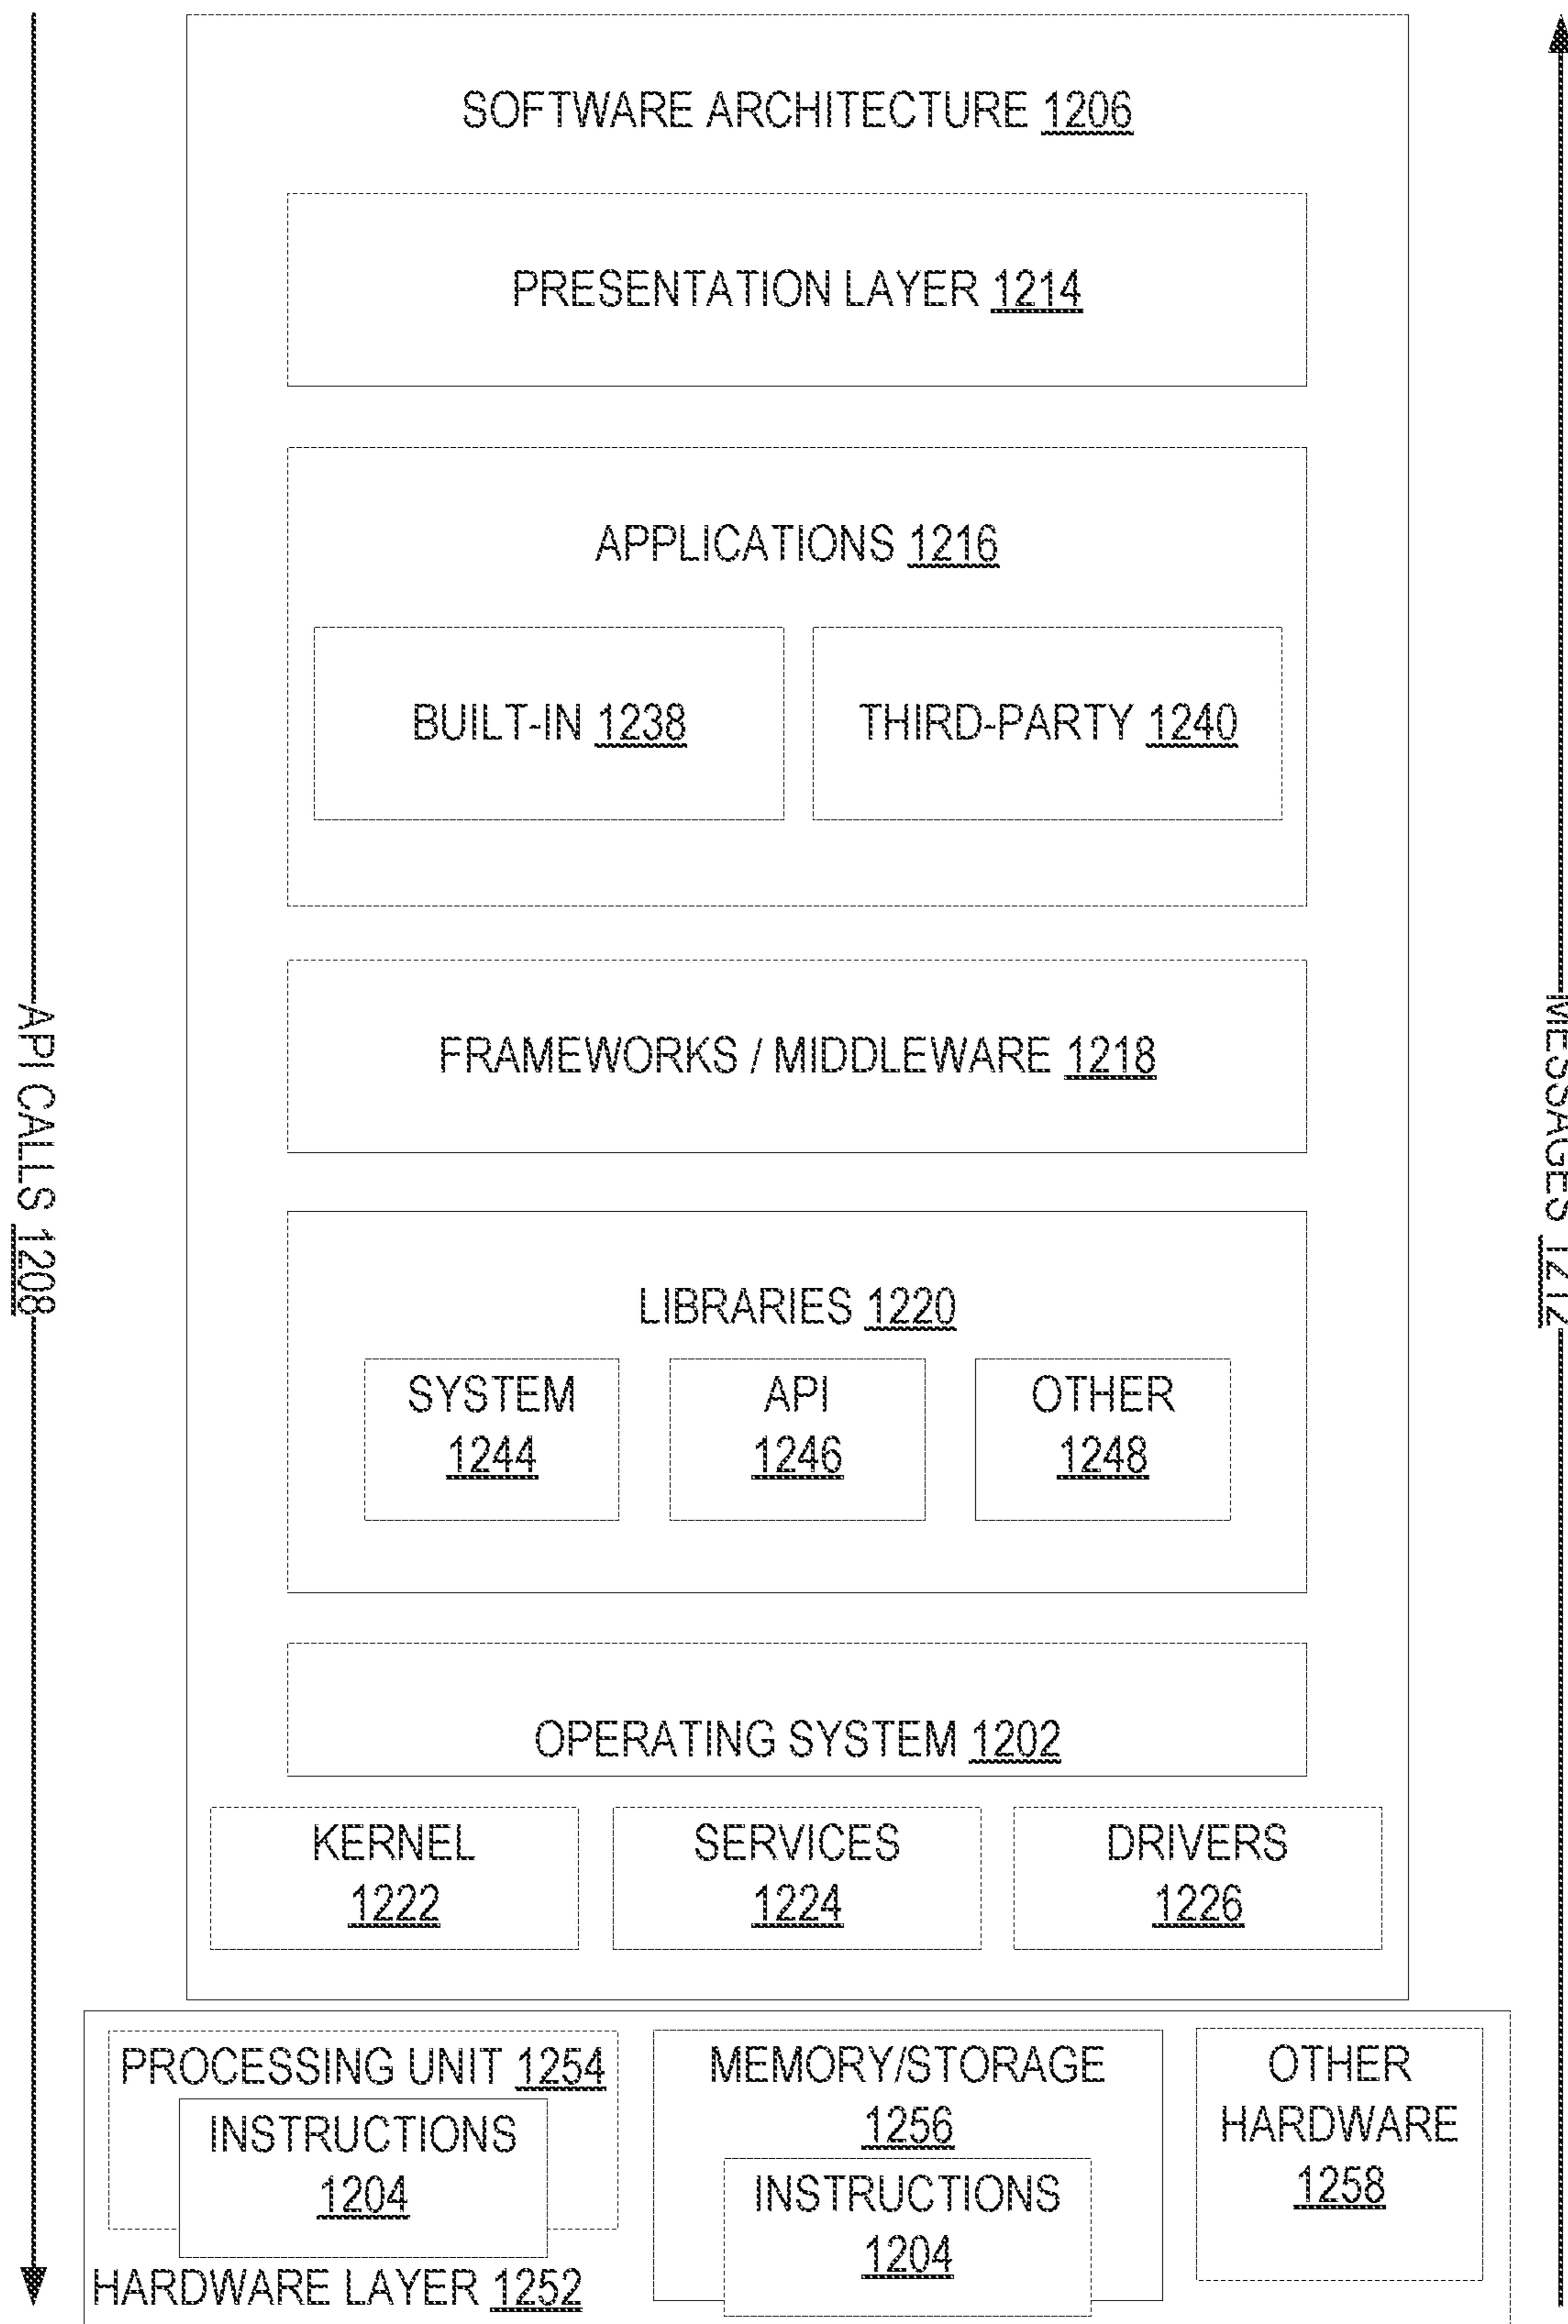 SOFTWARE ARCHITECTURE 1206
PRESENTATION LAYER 1214
APPLICATIONS 1216
BUILT-IN 1238
THIRD-PARTY 1240
FRAMEWORKS / MIDDLEWARE 1218
API CALLS 1208
MESSAGES 1212
LIBRARIES 1220
SYSTEM
1244
API
1246
OTHER
1248
OPERATING SYSTEM 1202
KERNEL
1222
SERVICES
1224
DRIVERS
1226
PROCESSING UNIT 1254
INSTRUCTIONS
1204
MEMORY/STORAGE
1256
INSTRUCTIONS
1204
OTHER
HARDWARE
1258
HARDWARE LAYER 1252